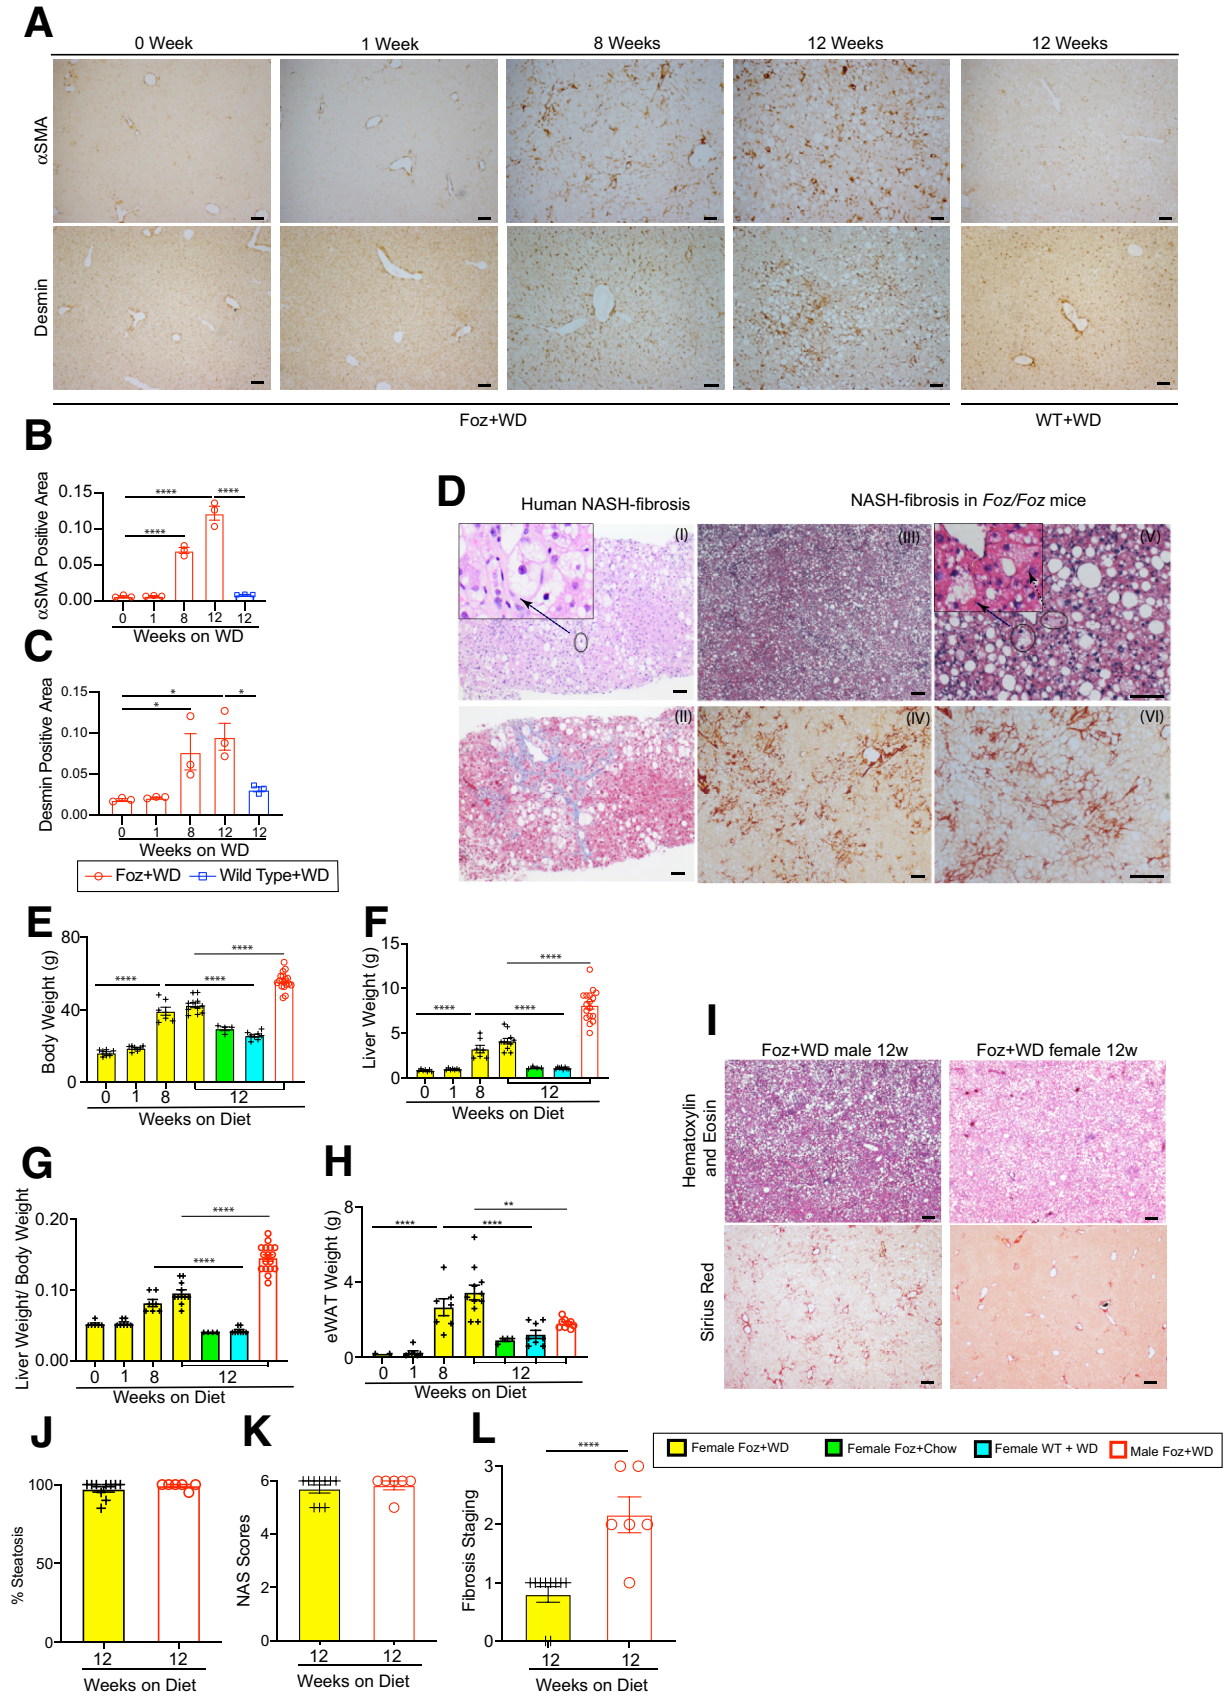 A
0 Week 1 Week 8 Weeks 12 Weeks 12 Weeks
αSMA
Desmin
Foz+WD WT+WD
B
αSMA Positive Area
0.15
0.10
0.05
0.00
**** ****
****
0 1 8 12 12
Weeks on WD
C
Desmin Positive Area
0.15
0.10
0.05
0.00
* *
*
0 1 8 12 12
Weeks on WD
Foz+WD Wild Type+WD
D
Human NASH-fibrosis NASH-fibrosis in Foz/Foz mice
(I) (III) (V)
(II) (IV) (VI)
E
Body Weight (g)
80
40
0
****
**** ****
0 1 8 12
Weeks on Diet
F
Liver Weight (g)
15
10
5
0
****
**** ****
0 1 8 12
Weeks on Diet
G
Liver Weight/ Body Weight
0.20
0.10
0.00
****
****
0 1 8 12
Weeks on Diet
H
eWAT Weight (g)
8
4
0
**
**** ****
0 1 8 12
Weeks on Diet
I
Foz+WD male 12w Foz+WD female 12w
Hematoxylin
and Eosin
Sirius Red
Female Foz+WD Female Foz+Chow Female WT + WD Male Foz+WD
J
% Steatosis
100
50
0
12 12
Weeks on Diet
K
NAS Scores
6
4
2
0
12 12
Weeks on Diet
L
Fibrosis Staging
3
2
1
0
****
12 12
Weeks on Diet